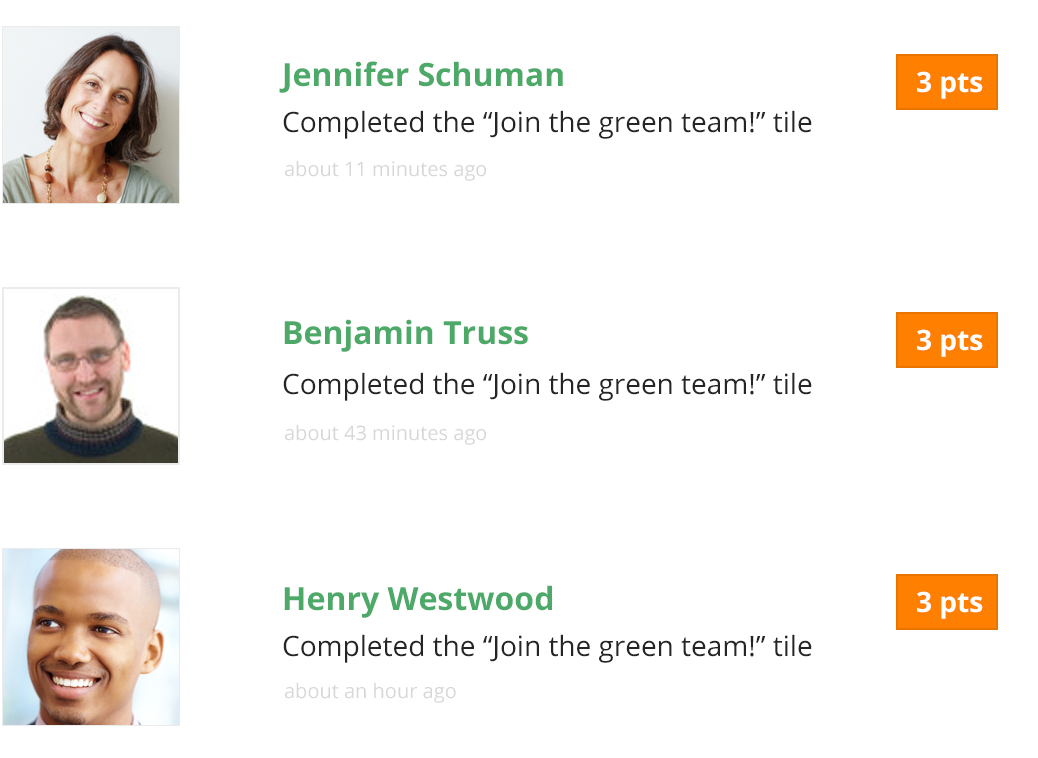 Jennifer Schuman
3 pts
Completed the “Join the green team!” tile
about 11 minutes ago
Benjamin Truss
3 pts
Completed the “Join the green team!” tile
about 43 minutes ago
Henry Westwood
3 pts
Completed the “Join the green team!” tile
about an hour ago